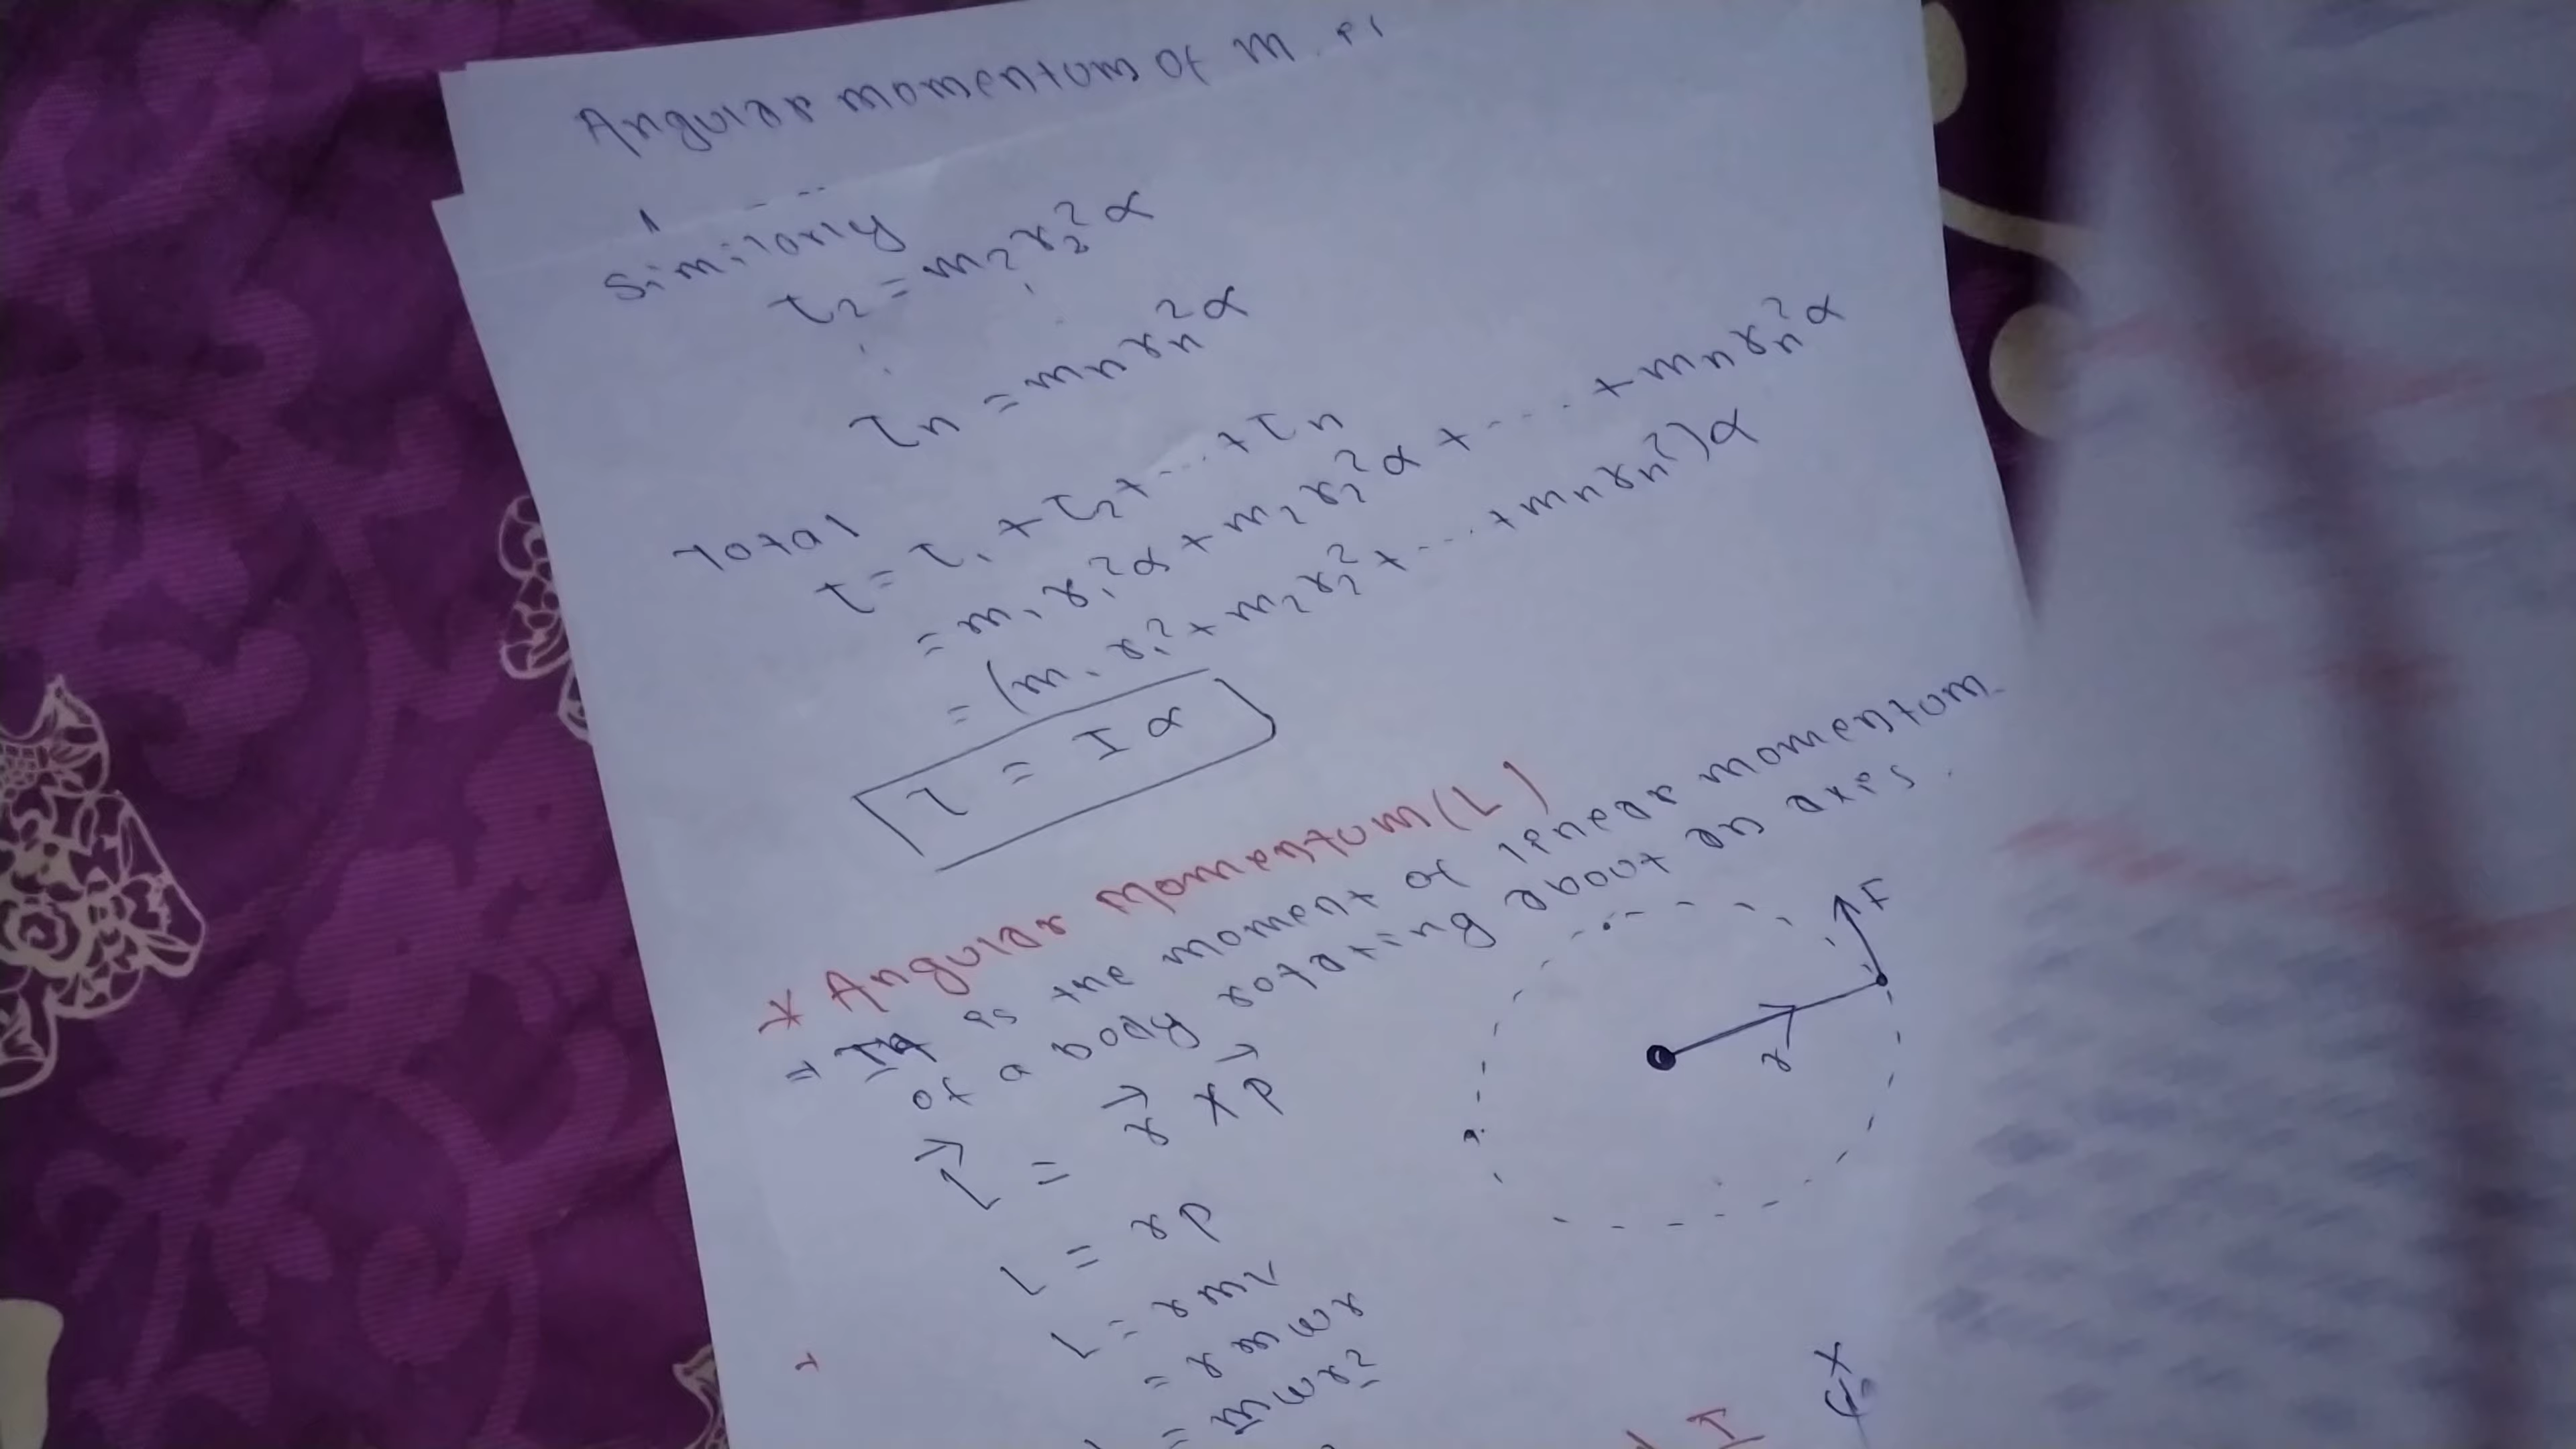 Angular momentum of m
Similarly
τ₂ = m₂r₂²α
τn = mnrn²α
Total
τ = τ₁ + τ₂ + ... + τn
= m₁r₁²α + m₂r₂²α + .... + mnrn²α
= (m₁r₁² + m₂r₂² + .... + mnrn²)α
τ = Iα
* Angular Momentum (L)
⇒ It is the moment of linear momentum
of a body rotating about an axis.
F
r
L⃗ = r⃗ × p⃗
L = rp
L = rmv
= rmωr
= mωr²
X
I